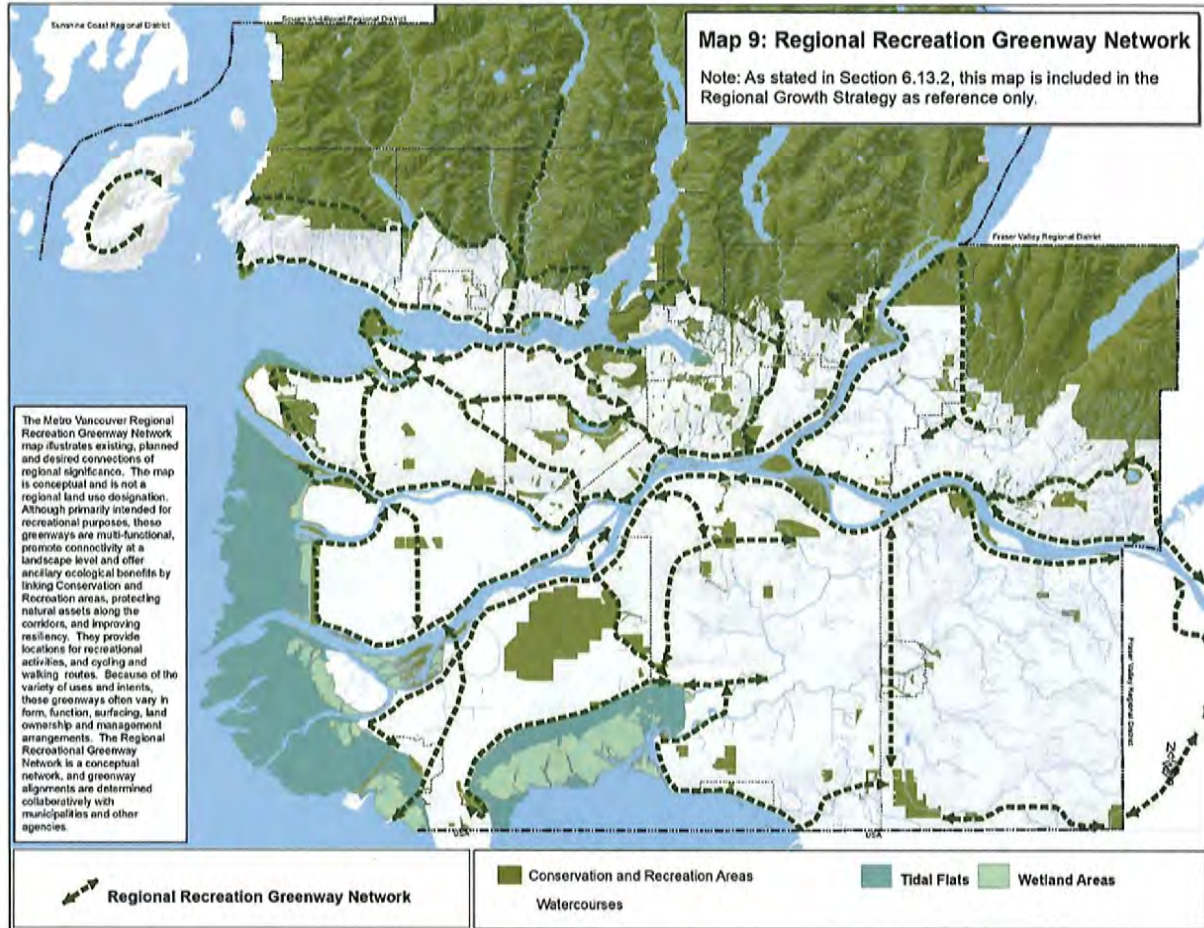 Sunshine Coast Regional District
Squamish-Lillooet Regional District
Map 9: Regional Recreation Greenway Network
Note: As stated in Section 6.13.2, this map is included in the
Regional Growth Strategy as reference only.
Fraser Valley Regional District
The Metro Vancouver Regional
Recreation Greenway Network
map illustrates existing, planned
and desired connections of
regional significance. The map
is conceptual and is not a
regional land use designation.
Although primarily intended for
recreational purposes, these
greenways are multi-functional,
promote connectivity at a
landscape level and offer
ancillary ecological benefits by
linking Conservation and
Recreation areas, protecting
natural assets along the
corridors, and improving
resiliency. They provide
locations for recreational
activities, and cycling and
walking routes. Because of the
variety of uses and intents,
these greenways often vary in
form, function, surfacing, land
ownership and management
arrangements. The Regional
Recreational Greenway
Network is a conceptual
network, and greenway
alignments are determined
collaboratively with
municipalities and other
agencies.
Fraser Valley Regional District
USA
USA
Regional Recreation Greenway Network
Conservation and Recreation Areas
Watercourses
Tidal Flats
Wetland Areas